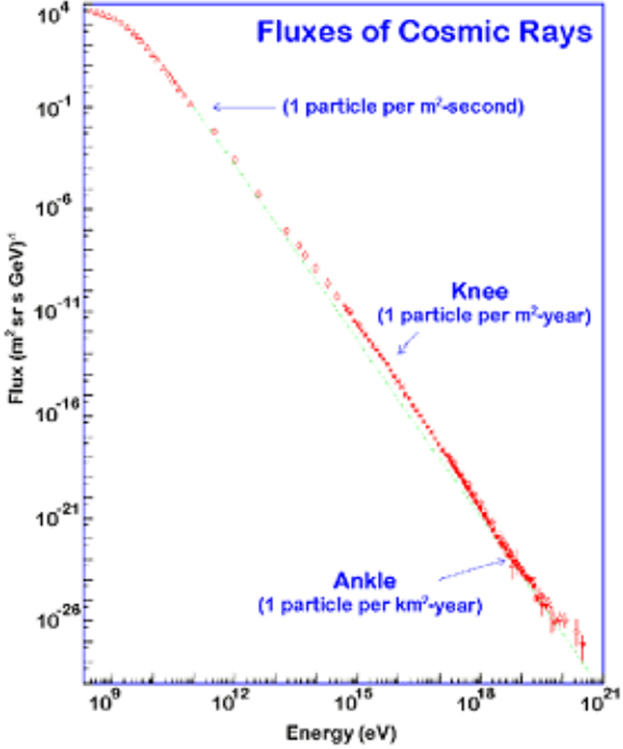 Fluxes of Cosmic Rays
10⁴
(1 particle per m²-second)
10⁻¹
10⁻⁶
Knee
(1 particle per m²-year)
10⁻¹¹
10⁻¹⁶
10⁻²¹
Ankle
(1 particle per km²-year)
10⁻²⁶
Flux (m² sr s GeV)⁻¹
10⁹ 10¹² 10¹⁵ 10¹⁸ 10²¹
Energy (eV)